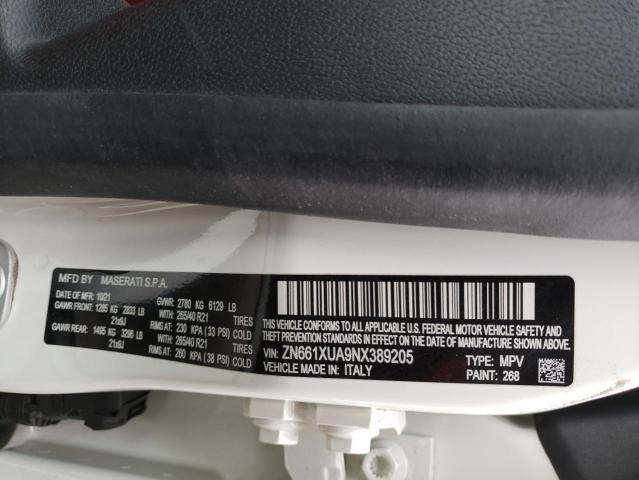 MFD BY MASERATI S.P.A.
DATE OF MFR: 10/21 GVWR: 2780 KG 6129 LB
GAWR FRONT: 1285 KG 2833 LB TIRES
21x9J WITH: 265/40 R21
RIMS AT: 230 KPA (33 PSI) COLD
GAWR REAR: 1495 KG 3296 LB TIRES
21x9J WITH: 265/40 R21
RIMS AT: 260 KPA (38 PSI) COLD
THIS VEHICLE CONFORMS TO ALL APPLICABLE U.S. FEDERAL MOTOR VEHICLE SAFETY AND
THEFT PREVENTION STANDARDS IN EFFECT ON THE DATE OF MANUFACTURE SHOWN ABOVE.
VIN: ZN661XUA9NX389205 TYPE: MPV
VEHICLE MADE IN: ITALY PAINT: 268